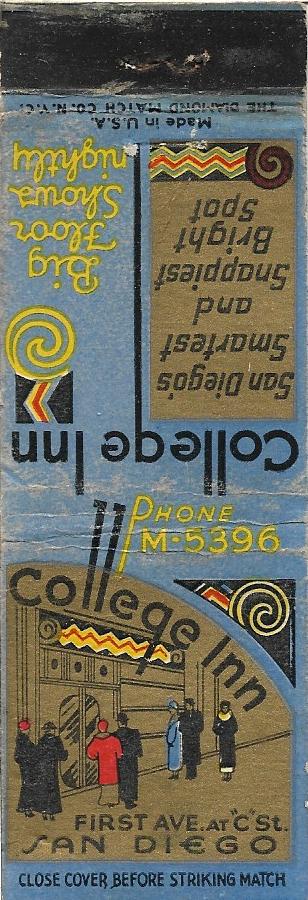 Made in U.S.A.
THE DIAMOND MATCH CO. N.Y.C.
College Inn
San Diego's
Smartest
and
Snappiest
Bright
Spot
Big
Floor
Shows
nightly
PHONE
M-5396
College Inn
FIRST AVE. AT "C" St.
SAN DIEGO
CLOSE COVER BEFORE STRIKING MATCH